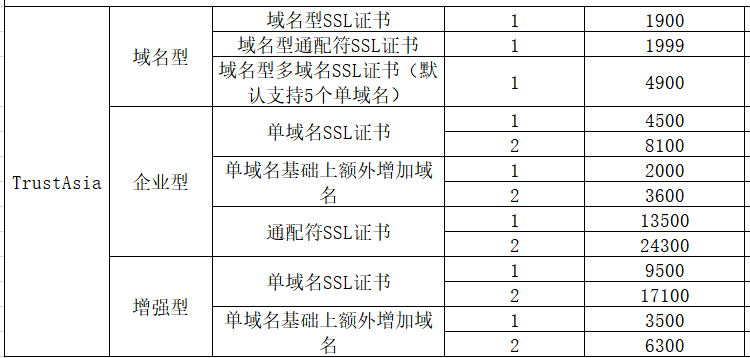 TrustAsia
域名型
域名型SSL证书 1 1900
域名型通配符SSL证书 1 1999
域名型多域名SSL证书（默
认支持5个单域名） 1 4900
企业型
单域名SSL证书 1 4500
2 8100
单域名基础上额外增加域
名 1 2000
2 3600
通配符SSL证书 1 13500
2 24300
增强型
单域名SSL证书 1 9500
2 17100
单域名基础上额外增加域
名 1 3500
2 6300